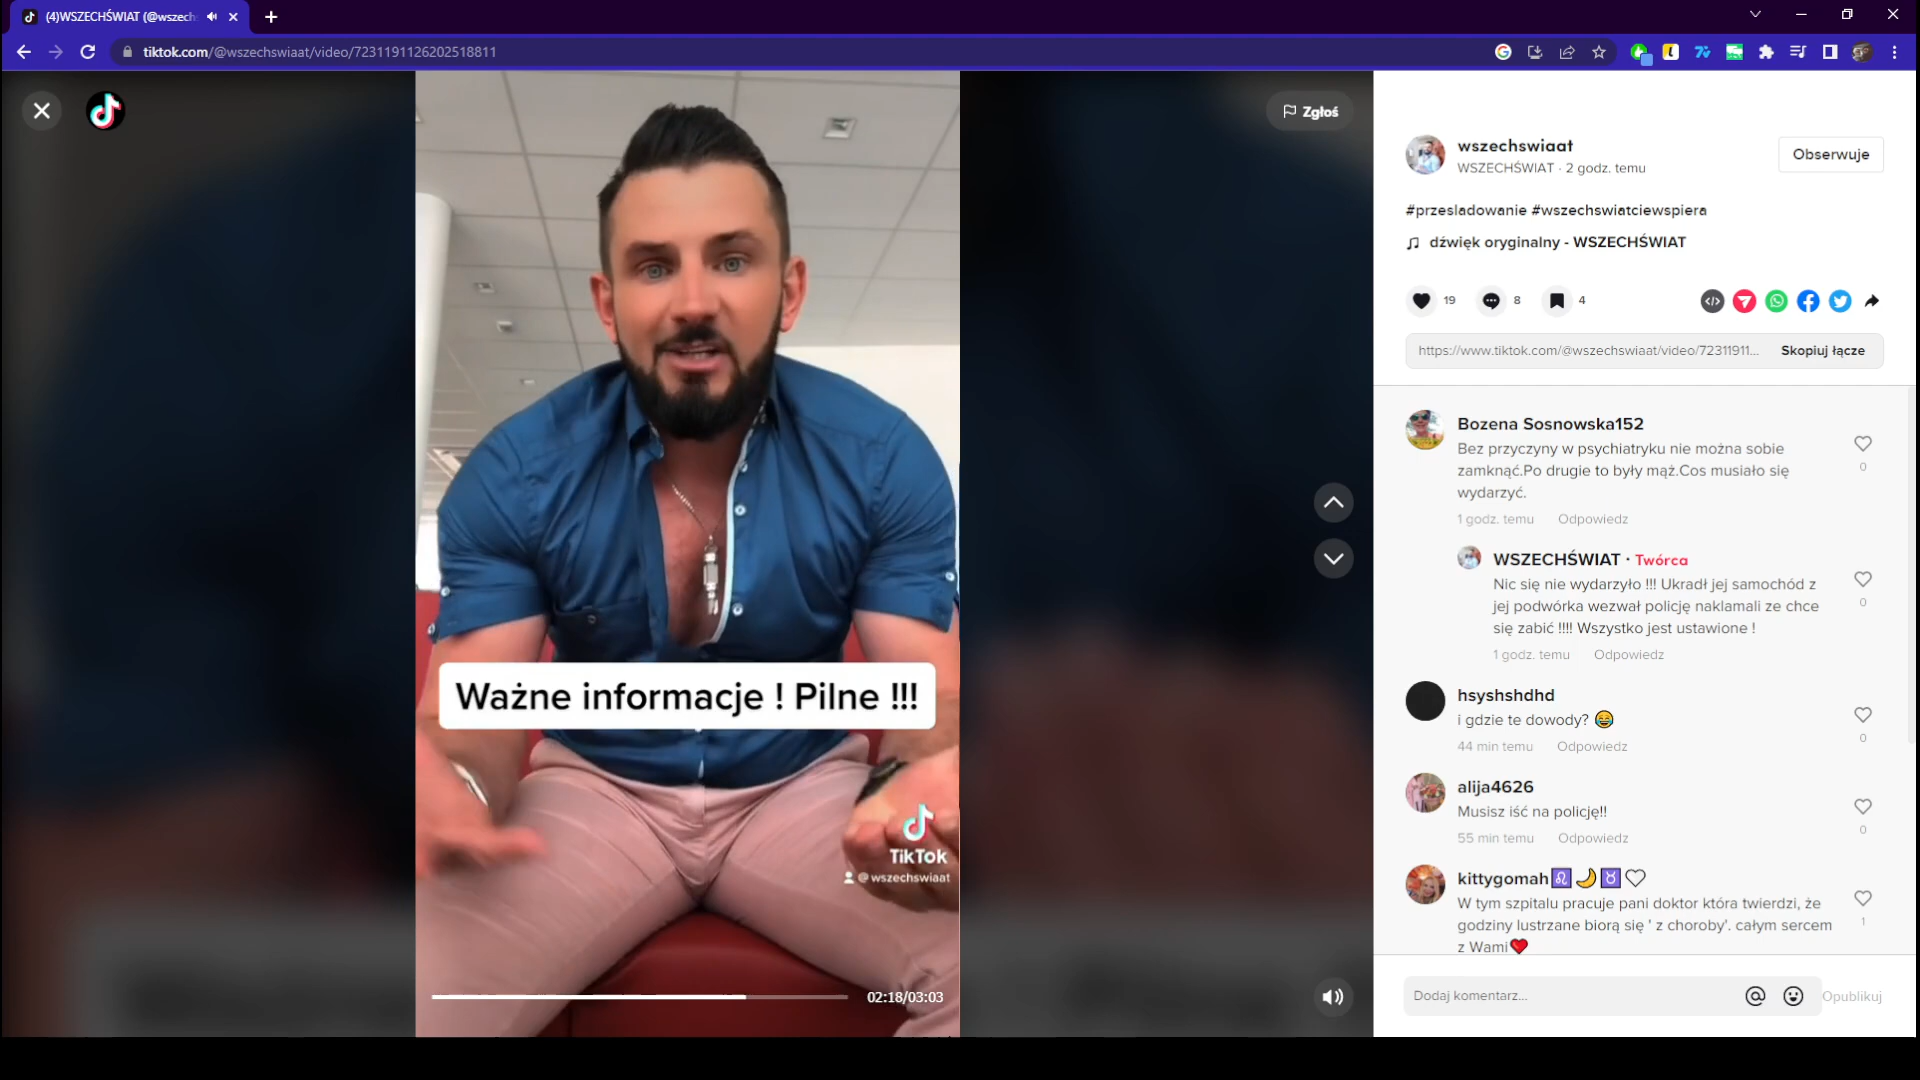 (4)WSZECHŚWIAT (@wszech
tiktok.com/@wszechswiaat/video/7231191126202518811
Zgłoś
Ważne informacje ! Pilne !!!
TikTok
@wszechswiaat
02:18/03:03
wszechswiaat
WSZECHŚWIAT · 2 godz. temu
Obserwuje
#przesladowanie #wszechswiatciewspiera
dźwięk oryginalny - WSZECHŚWIAT
19
8
4
https://www.tiktok.com/@wszechswiaat/video/72311911...
Skopiuj łącze
Bozena Sosnowska152
Bez przyczyny w psychiatryku nie można sobie
zamknąć.Po drugie to były mąż.Cos musiało się
wydarzyć.
0
1 godz. temu Odpowiedz
WSZECHŚWIAT · Twórca
Nic się nie wydarzyło !!! Ukradł jej samochód z
jej podwórka wezwał policję naklamali ze chce
się zabić !!!! Wszystko jest ustawione !
0
1 godz. temu Odpowiedz
hsyshshdhd
i gdzie te dowody? 😂
0
44 min temu Odpowiedz
alija4626
Musisz iść na policję!!
0
55 min temu Odpowiedz
kittygomah♌🌙♉♡
W tym szpitalu pracuje pani doktor która twierdzi, że
godziny lustrzane biorą się ' z choroby'. całym sercem
z Wami❤️
1
Dodaj komentarz...
Opublikuj